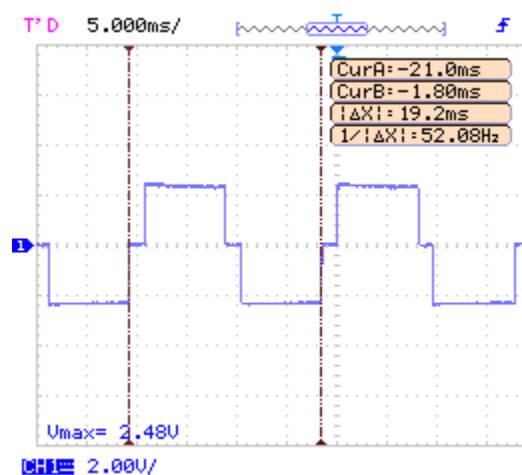 T'D 5.000ms/
T
CurA:-21.0ms
CurB:-1.80ms
|ΔX|:19.2ms
1/|ΔX|:52.08Hz
1
Vmax= 2.48V
CH1 2.00V/